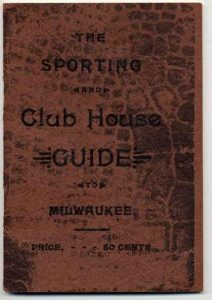 THE
SPORTING
AND
Club House
GUIDE
TO
MILWAUKEE
PRICE, - - - 50 CENTS